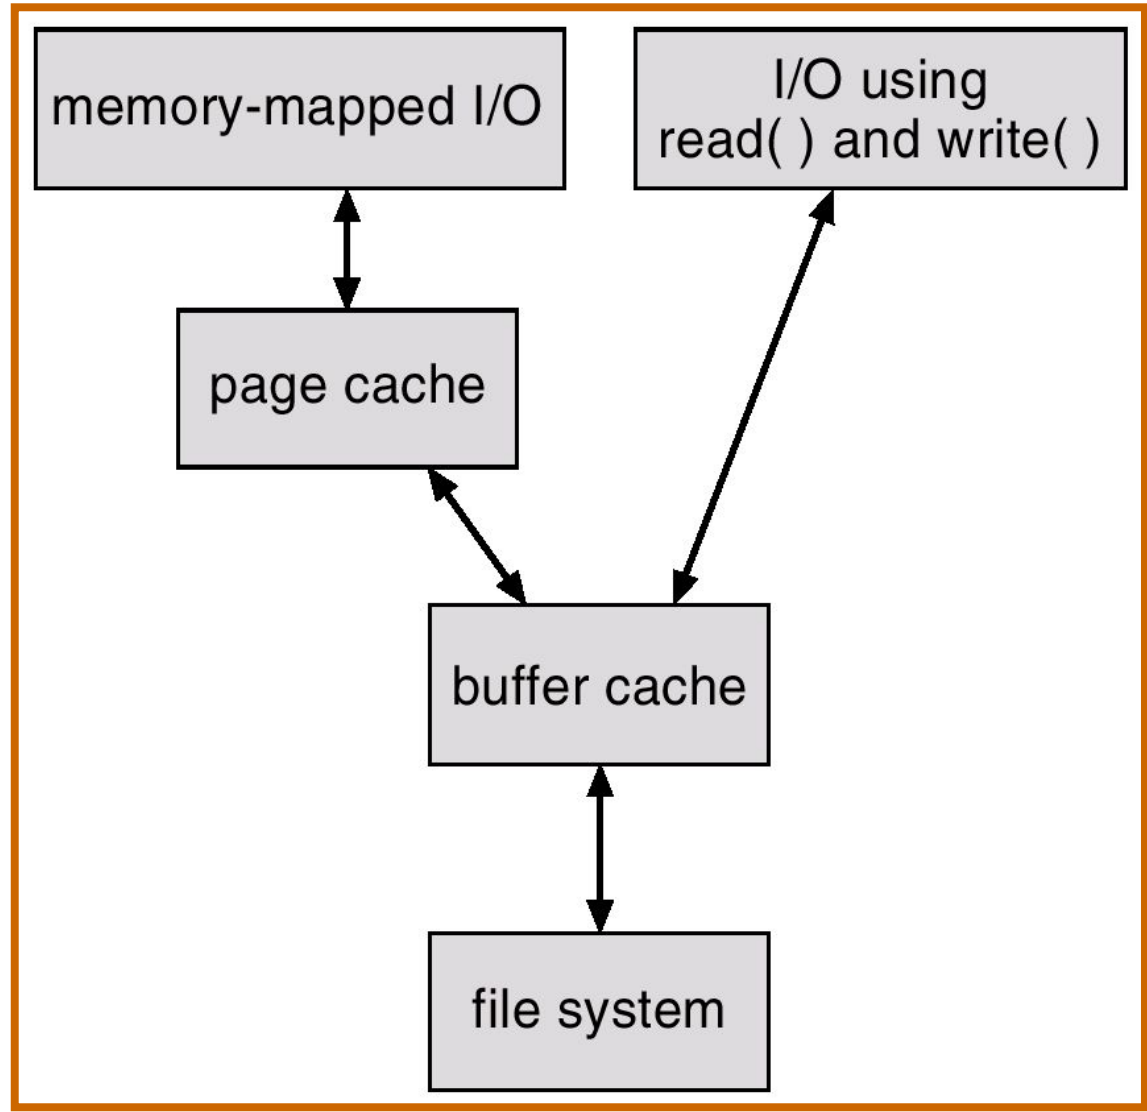 memory-mapped I/O
I/O using
read( ) and write( )
page cache
buffer cache
file system